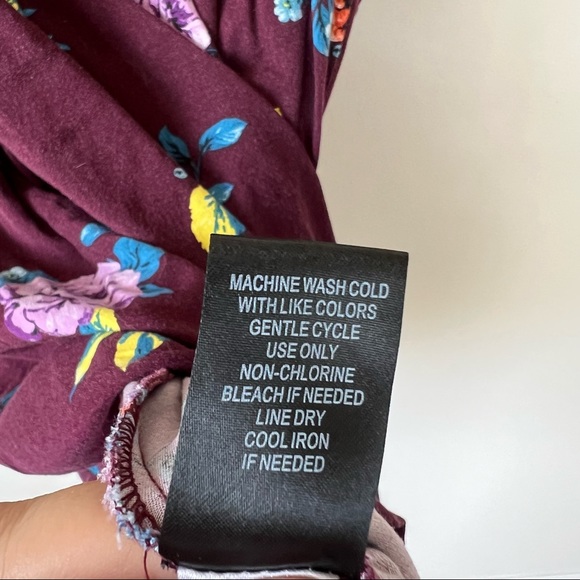 MACHINE WASH COLD
WITH LIKE COLORS
GENTLE CYCLE
USE ONLY
NON-CHLORINE
BLEACH IF NEEDED
LINE DRY
COOL IRON
IF NEEDED